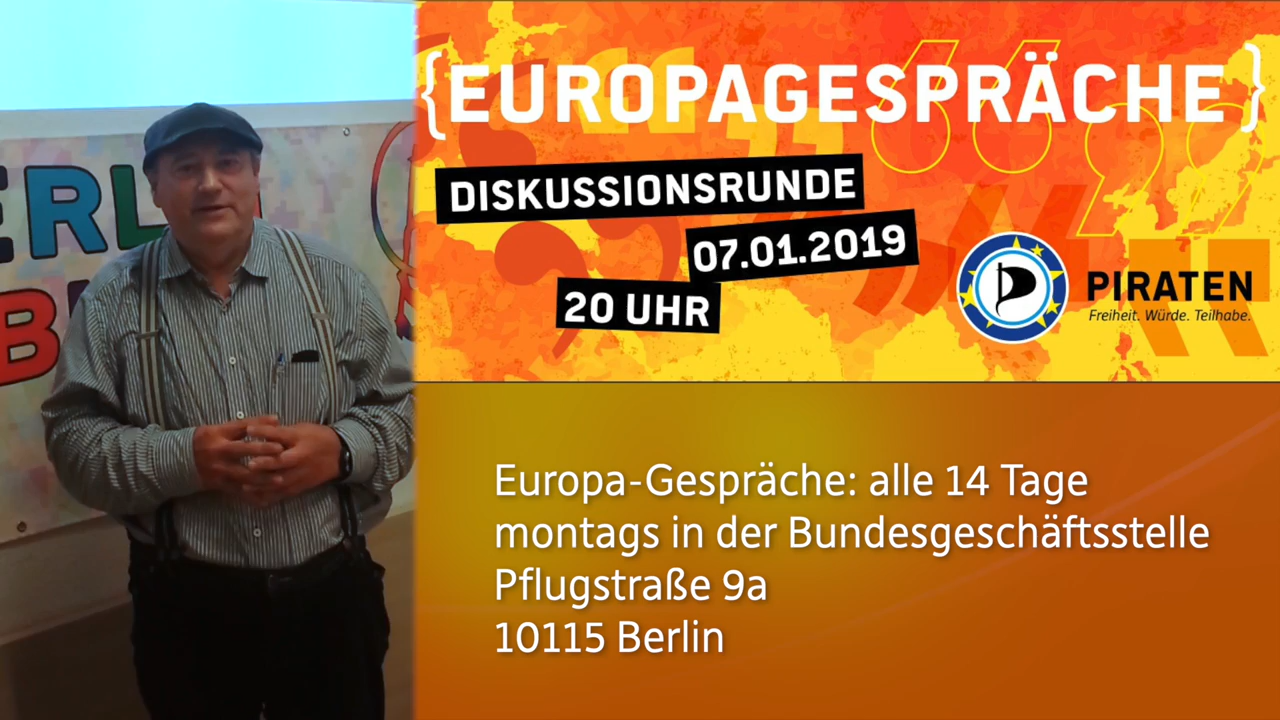 {EUROPAGESPRÄCHE}
DISKUSSIONSRUNDE
07.01.2019
20 UHR
PIRATEN
Freiheit. Würde. Teilhabe.
Europa-Gespräche: alle 14 Tage
montags in der Bundesgeschäftsstelle
Pflugstraße 9a
10115 Berlin